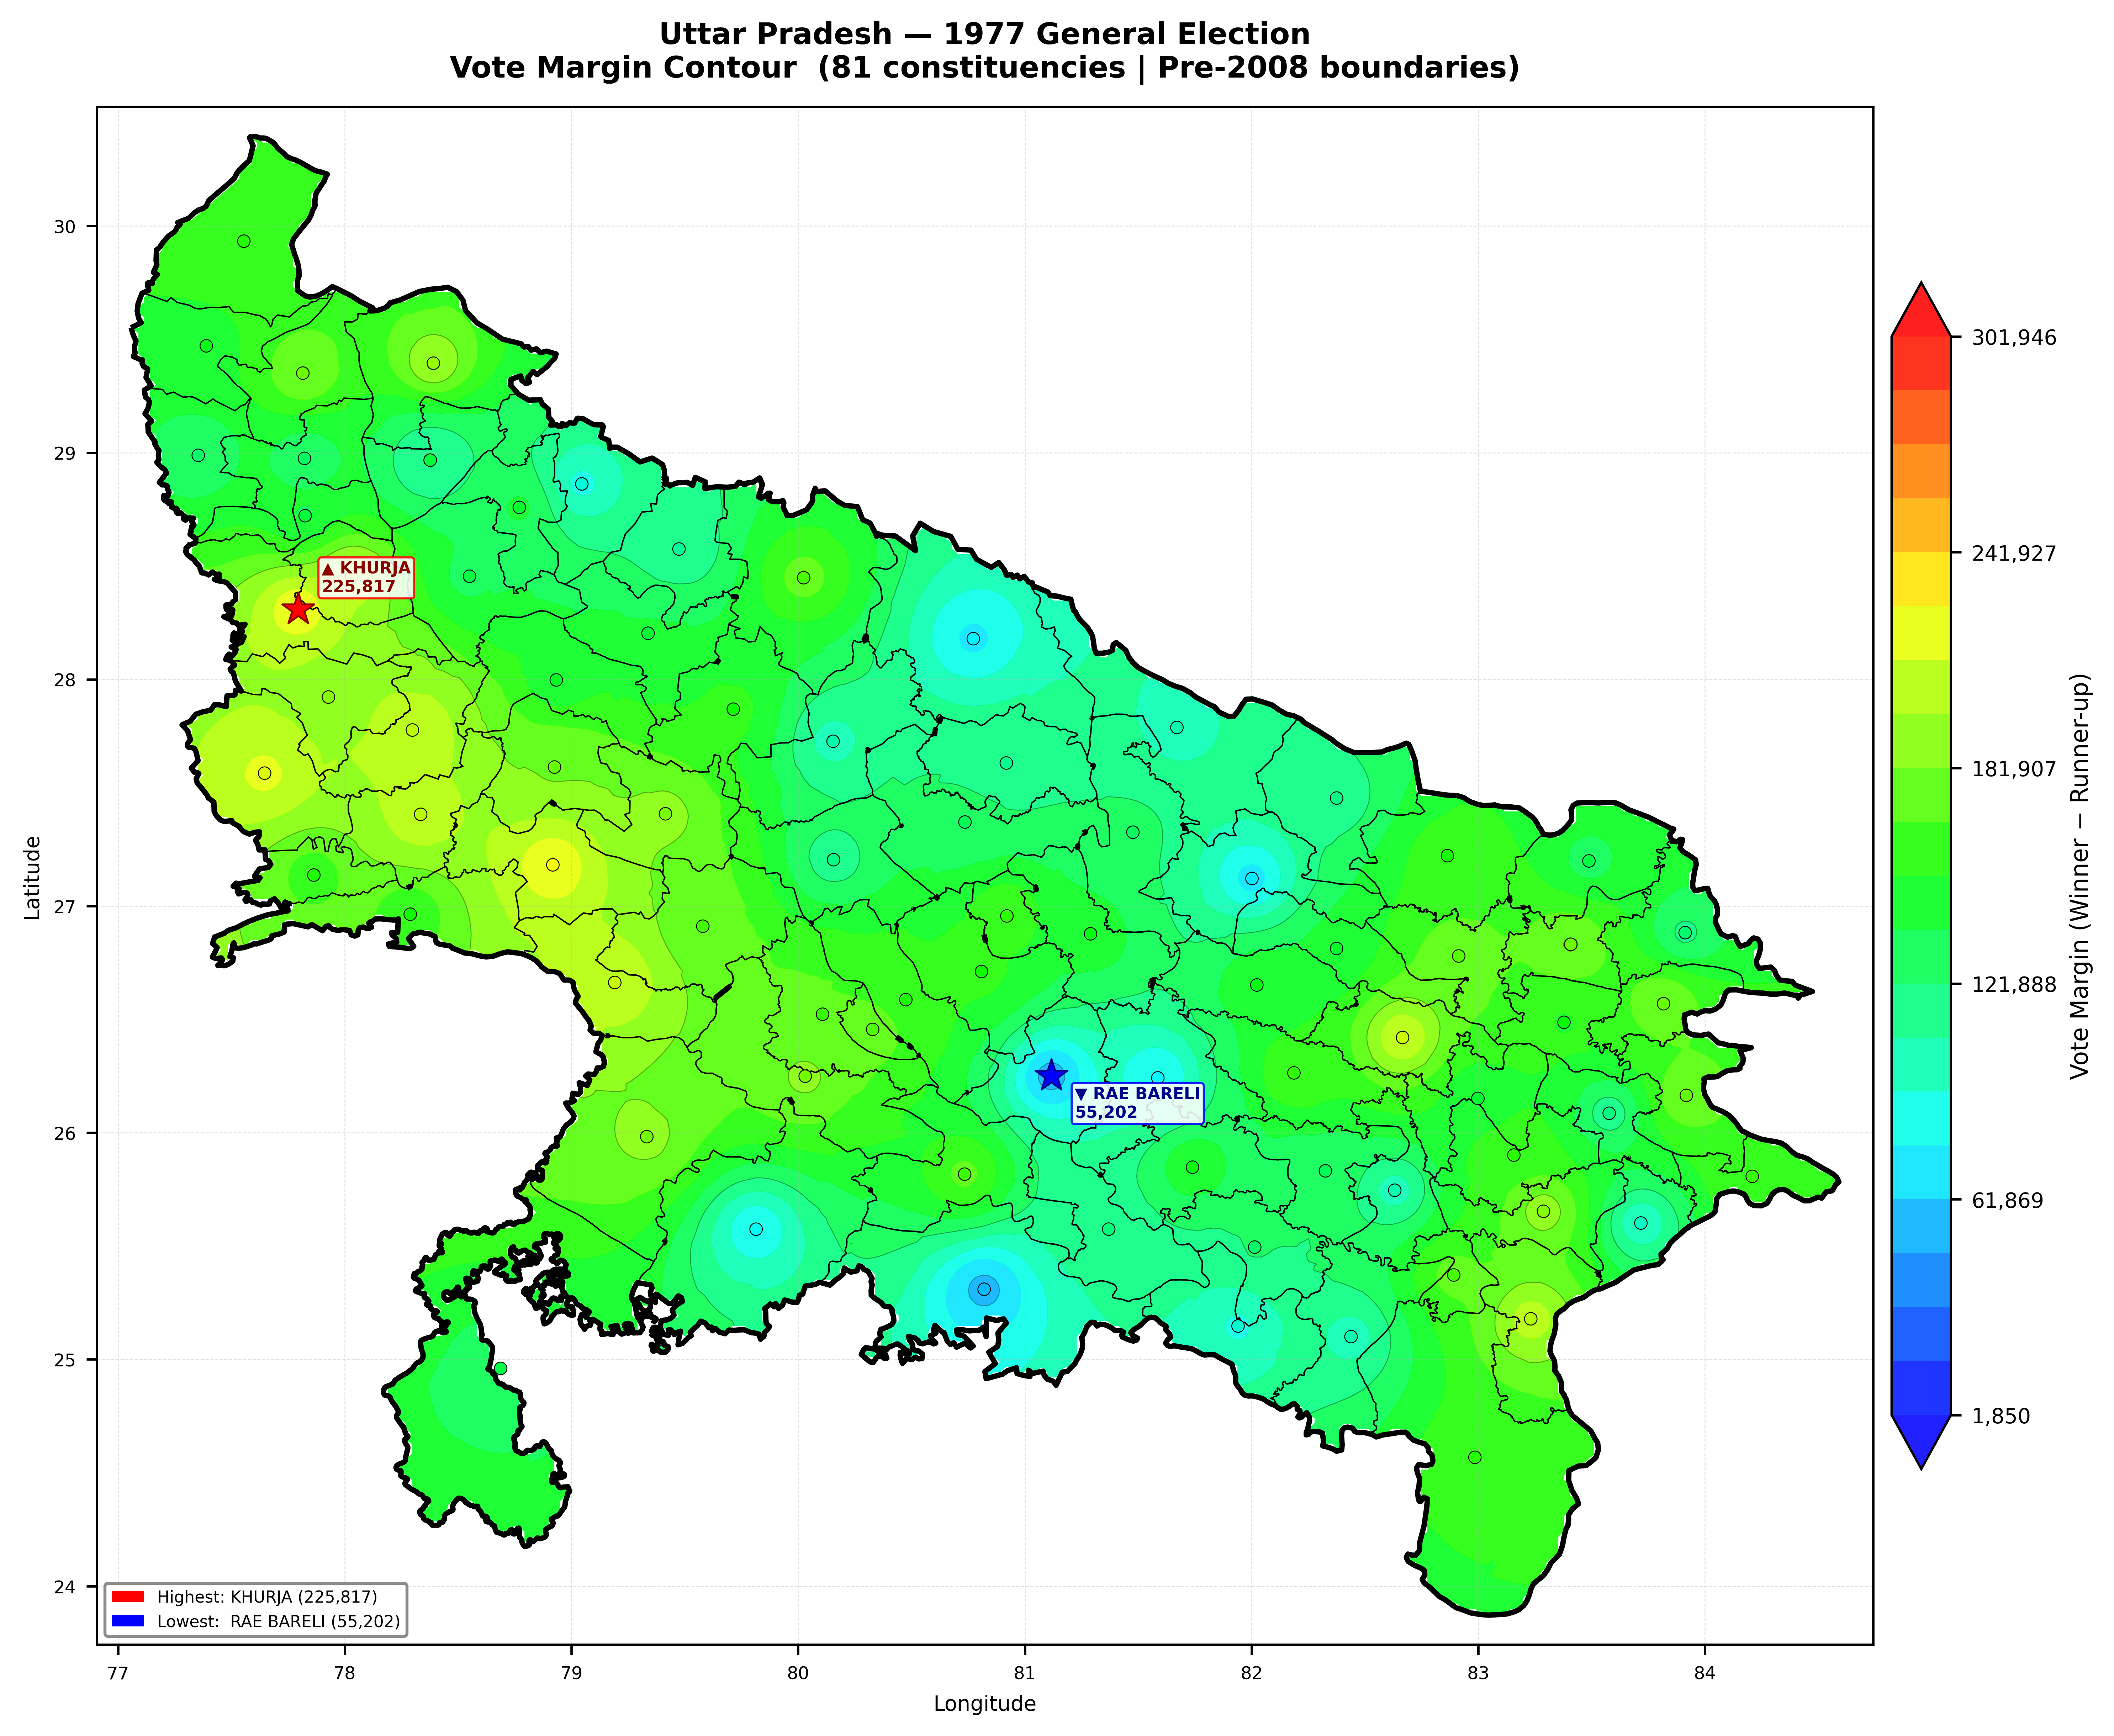 Uttar Pradesh — 1977 General Election
Vote Margin Contour  (81 constituencies | Pre-2008 boundaries)
Latitude
30
29
28
27
26
25
24
▲ KHURJA
225,817
▼ RAE BARELI
55,202
Highest: KHURJA (225,817)
Lowest:  RAE BARELI (55,202)
77
78
79
80
81
82
83
84
Longitude
301,946
241,927
181,907
121,888
61,869
1,850
Vote Margin (Winner − Runner-up)